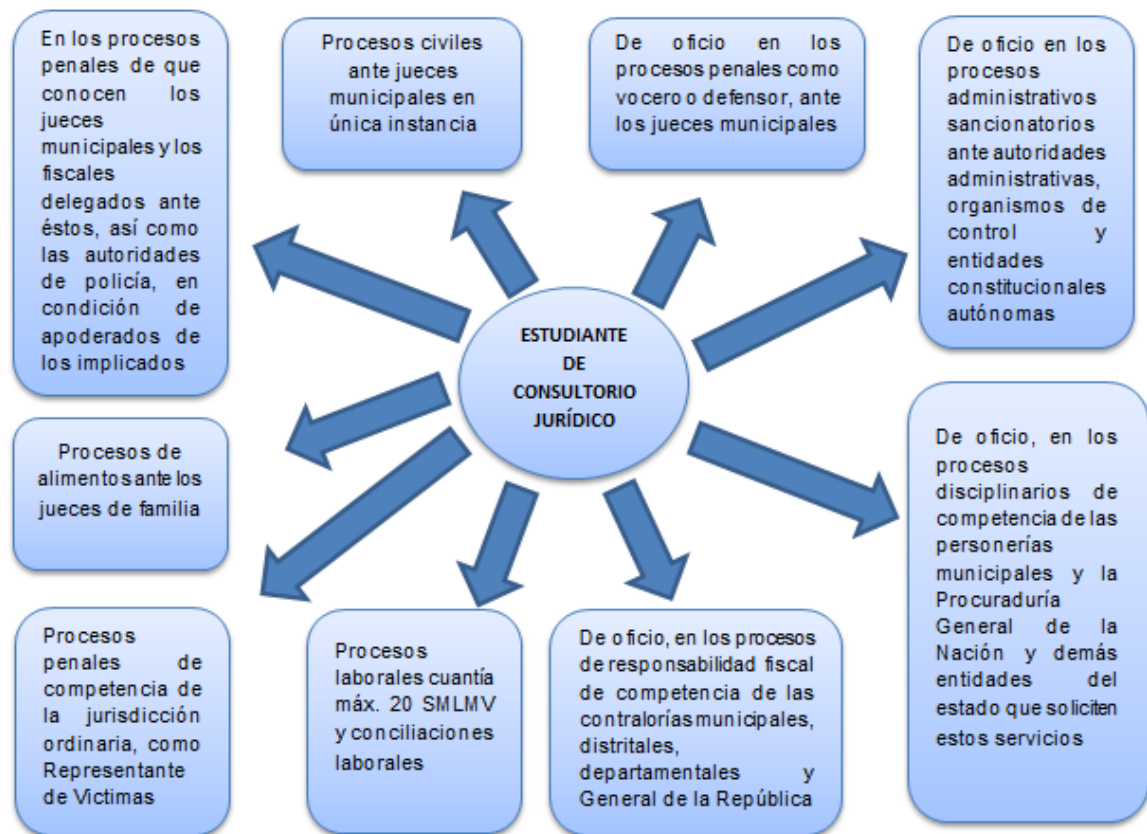 En los procesos
penales de que
conocen los
jueces
municipales y los
fiscales
delegados ante
éstos, así como
las autoridades
de policía, en
condición de
apoderados de
los implicados
Procesos civiles
ante jueces
municipales en
única instancia
De oficio en los
procesos penales como
vocero o defensor, ante
los jueces municipales
De oficio en los
procesos
administrativos
sancionatorios
ante autoridades
administrativas,
organismos de
control y
entidades
constitucionales
autónomas
ESTUDIANTE
DE
CONSULTORIO
JURÍDICO
Procesos de
alimentos ante los
jueces de familia
De oficio, en los
procesos
disciplinarios de
competencia de las
personerías
municipales y la
Procuraduría
General de la
Nación y demás
entidades del
estado que soliciten
estos servicios
Procesos
penales de
competencia de
la jurisdicción
ordinaria, como
Representante
de Victimas
Procesos
laborales cuantía
máx. 20 SMLMV
y conciliaciones
laborales
De oficio, en los procesos
de responsabilidad fiscal
de competencia de las
contralorías municipales,
distritales,
departamentales y
General de la República